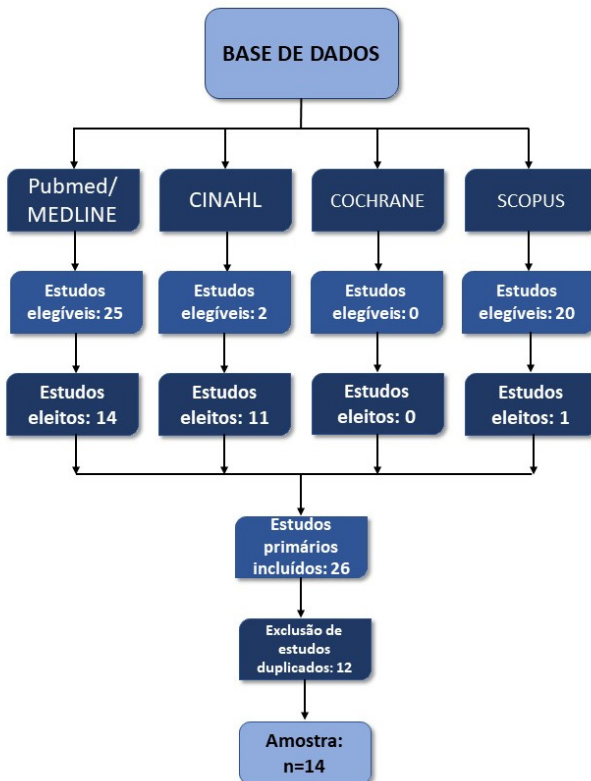 BASE DE DADOS
Pubmed/
MEDLINE
CINAHL
COCHRANE
SCOPUS
Estudos
elegíveis: 25
Estudos
elegíveis: 2
Estudos
elegíveis: 0
Estudos
elegíveis: 20
Estudos
eleitos: 14
Estudos
eleitos: 11
Estudos
eleitos: 0
Estudos
eleitos: 1
Estudos
primários
incluídos: 26
Exclusão de
estudos
duplicados: 12
Amostra:
n=14